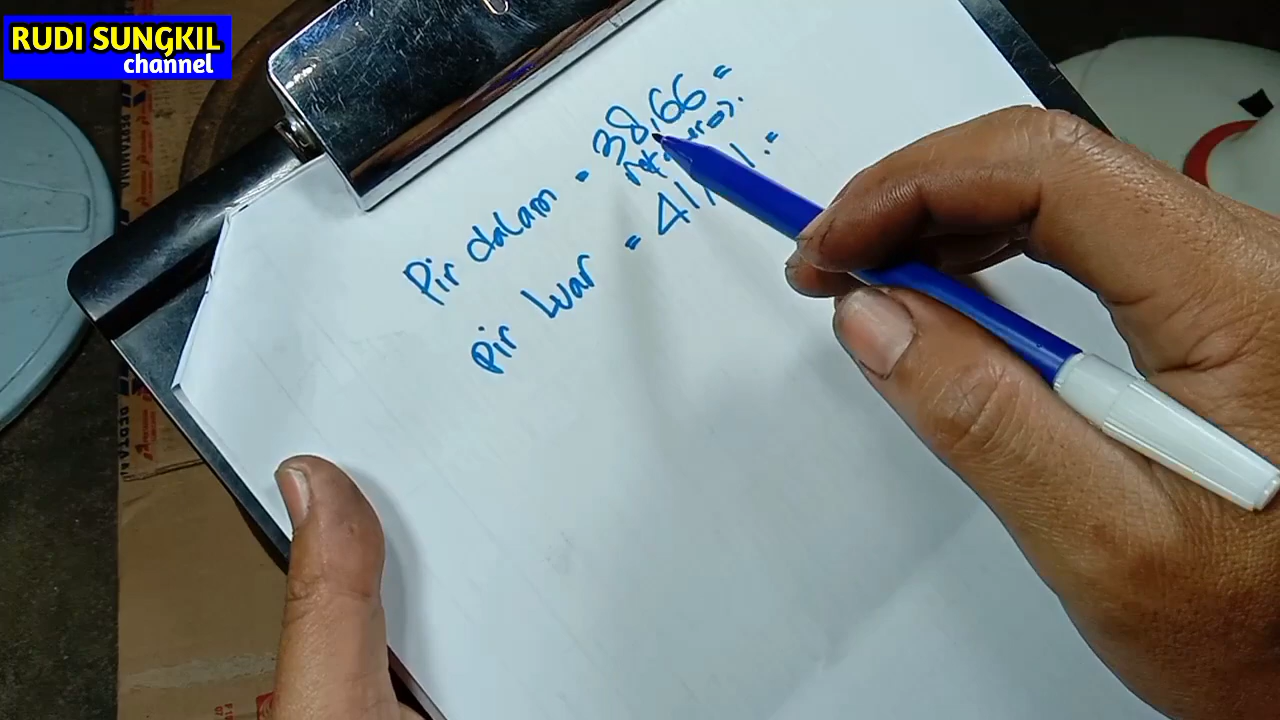 RUDI SUNGKIL
channel
Pir dalam = 38,66 =
Pir luar = 41